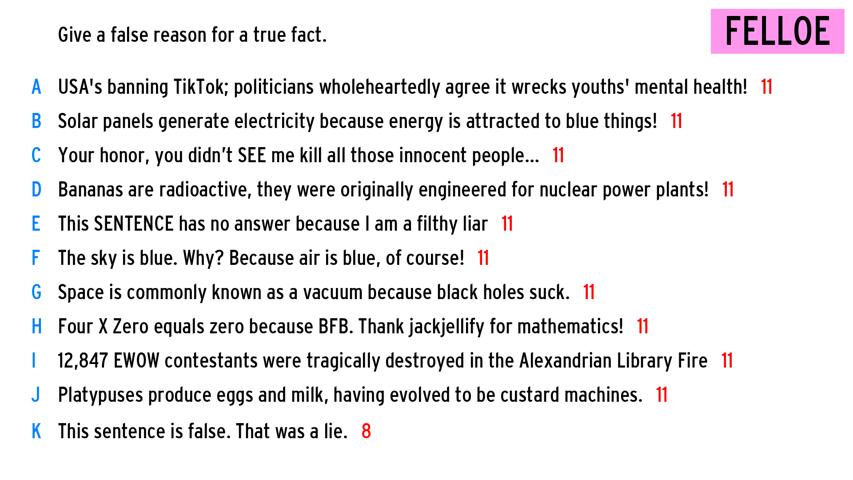 Give a false reason for a true fact.
FELLOE
A USA's banning TikTok; politicians wholeheartedly agree it wrecks youths' mental health! 11
B Solar panels generate electricity because energy is attracted to blue things! 11
C Your honor, you didn’t SEE me kill all those innocent people... 11
D Bananas are radioactive, they were originally engineered for nuclear power plants! 11
E This SENTENCE has no answer because I am a filthy liar 11
F The sky is blue. Why? Because air is blue, of course! 11
G Space is commonly known as a vacuum because black holes suck. 11
H Four X Zero equals zero because BFB. Thank jackjellify for mathematics! 11
I 12,847 EWOW contestants were tragically destroyed in the Alexandrian Library Fire 11
J Platypuses produce eggs and milk, having evolved to be custard machines. 11
K This sentence is false. That was a lie. 8